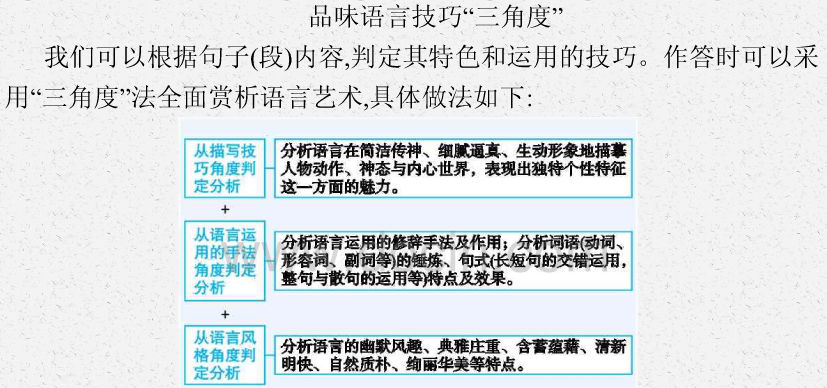 品味语言技巧“三角度”
我们可以根据句子(段)内容,判定其特色和运用的技巧。作答时可以采
用“三角度”法全面赏析语言艺术,具体做法如下:
从描写技
巧角度判
定分析
分析语言在简洁传神、细腻逼真、生动形象地描摹
人物动作、神态与内心世界，表现出独特个性特征
这一方面的魅力。
+
从语言运
用的手法
角度判定
分析
分析语言运用的修辞手法及作用；分析词语(动词、
形容词、副词等)的锤炼、句式(长短句的交错运用，
整句与散句的运用等)特点及效果。
+
从语言风
格角度判
定分析
分析语言的幽默风趣、典雅庄重、含蓄蕴藉、清新
明快、自然质朴、绚丽华美等特点。